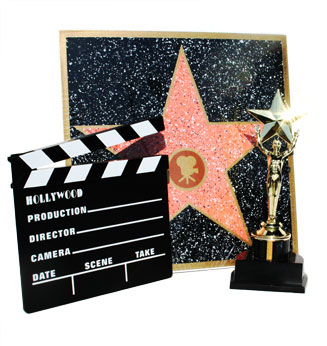 HOLLYWOOD
PRODUCTION
DIRECTOR
CAMERA
DATE SCENE TAKE